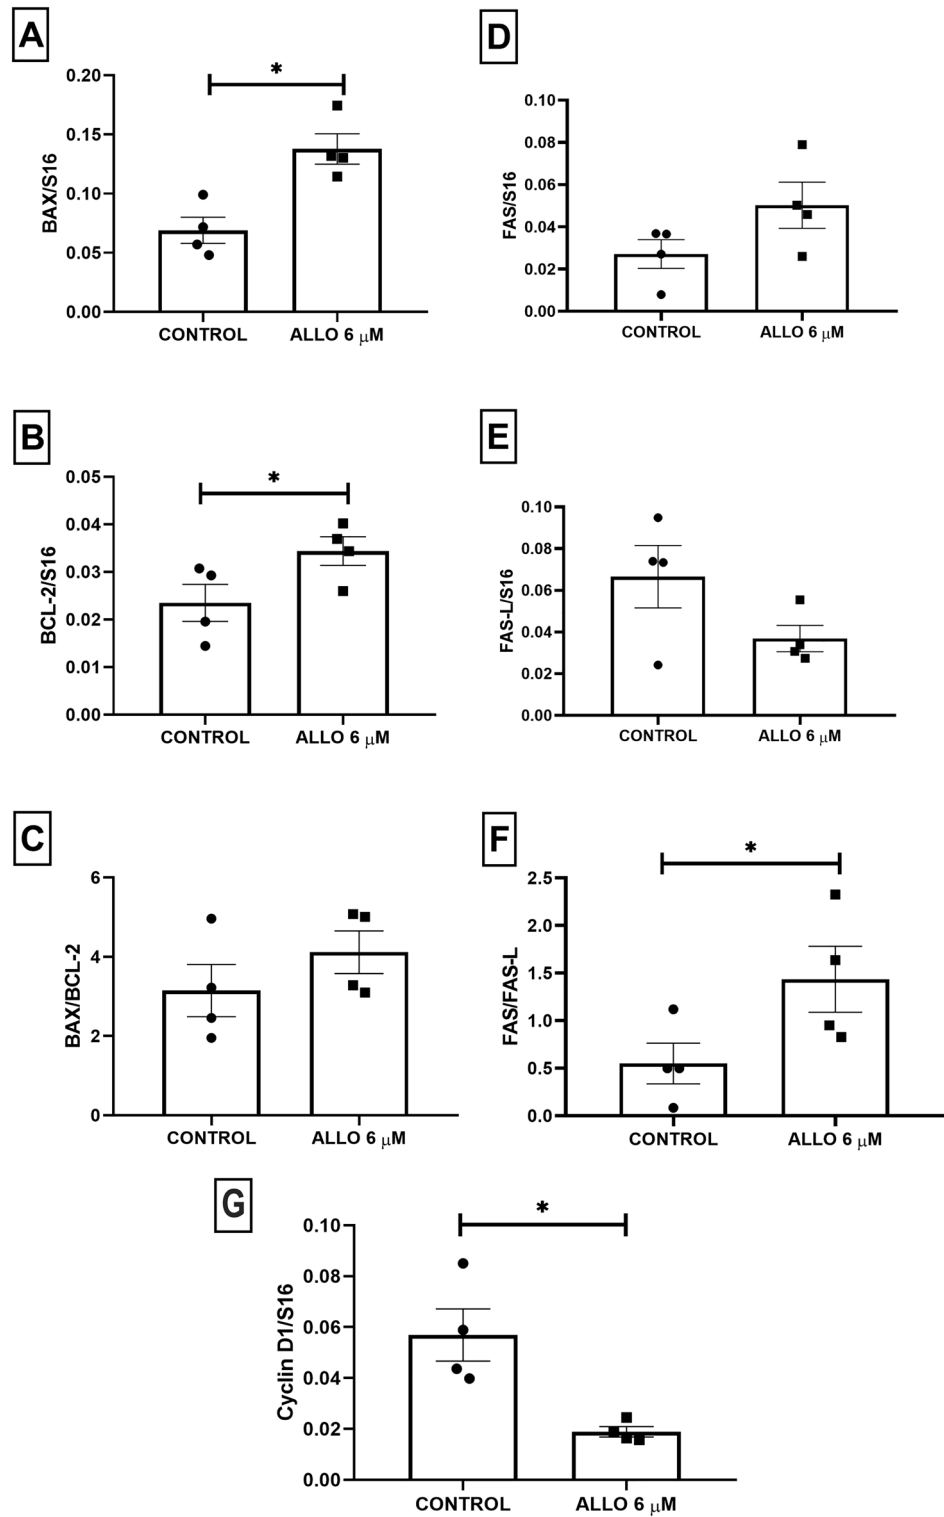 A
*
0.20
0.15
0.10
0.05
0.00
BAX/S16
CONTROL
ALLO 6 μM
D
0.10
0.08
0.06
0.04
0.02
0.00
FAS/S16
CONTROL
ALLO 6 μM
B
*
0.05
0.04
0.03
0.02
0.01
0.00
BCL-2/S16
CONTROL
ALLO 6 μM
E
0.10
0.08
0.06
0.04
0.02
0.00
FAS-L/S16
CONTROL
ALLO 6 μM
C
6
4
2
0
BAX/BCL-2
CONTROL
ALLO 6 μM
F
*
2.5
2.0
1.5
1.0
0.5
0.0
FAS/FAS-L
CONTROL
ALLO 6 μM
G
*
0.10
0.08
0.06
0.04
0.02
0.00
Cyclin D1/S16
CONTROL
ALLO 6 μM